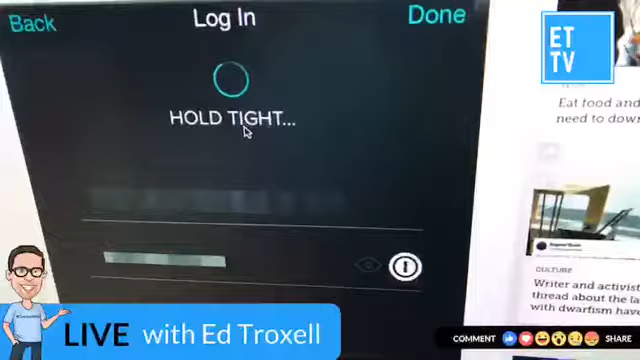 Back
Log In
Done
ET
TV
HOLD TIGHT...
Eat food and
need to down
CULTURE
Writer and activist
thread about the la
with dwarfism have
LIVE with Ed Troxell
COMMENT
SHARE